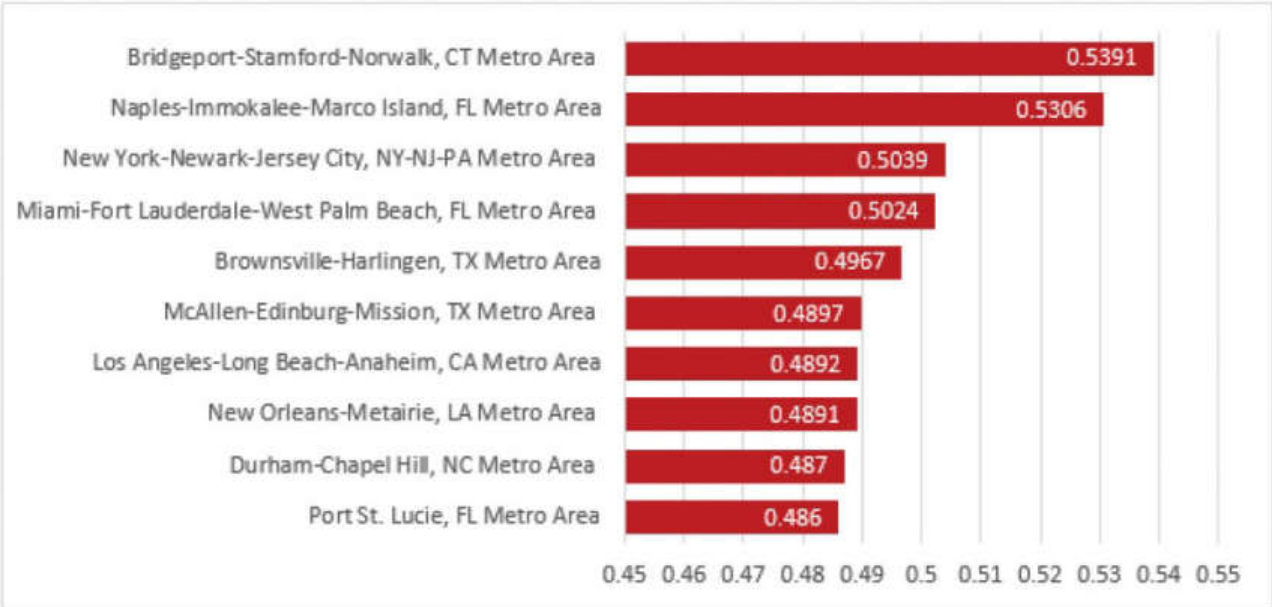 Bridgeport-Stamford-Norwalk, CT Metro Area 0.5391
Naples-Immokalee-Marco Island, FL Metro Area 0.5306
New York-Newark-Jersey City, NY-NJ-PA Metro Area 0.5039
Miami-Fort Lauderdale-West Palm Beach, FL Metro Area 0.5024
Brownsville-Harlingen, TX Metro Area 0.4967
McAllen-Edinburg-Mission, TX Metro Area 0.4897
Los Angeles-Long Beach-Anaheim, CA Metro Area 0.4892
New Orleans-Metairie, LA Metro Area 0.4891
Durham-Chapel Hill, NC Metro Area 0.487
Port St. Lucie, FL Metro Area 0.486
0.45 0.46 0.47 0.48 0.49 0.5 0.51 0.52 0.53 0.54 0.55